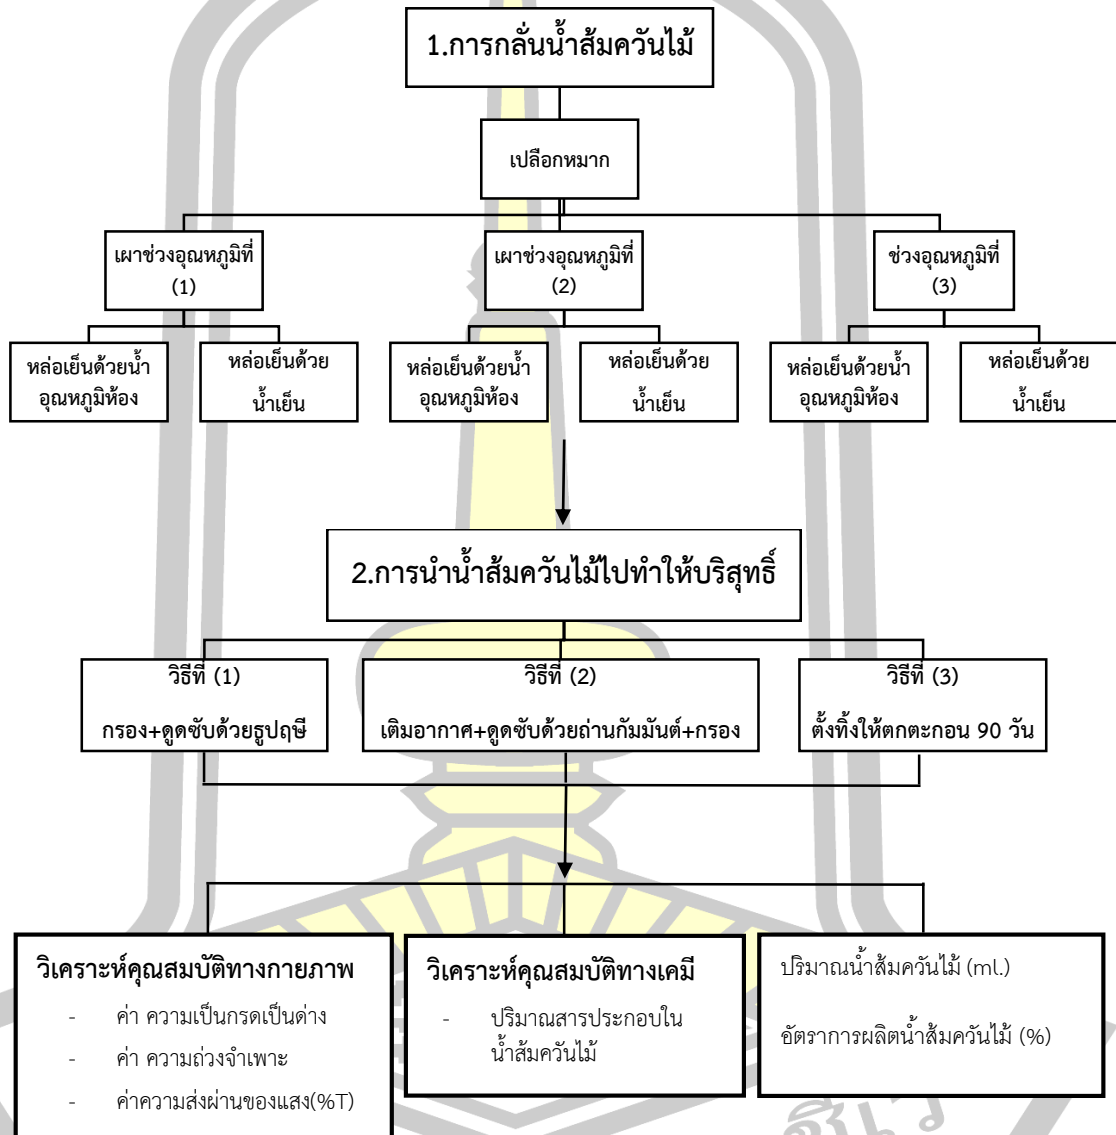 1.การกลั่นน้ำส้มควันไม้
เปลือกหมาก
เผาช่วงอุณหภูมิที่
(1)
เผาช่วงอุณหภูมิที่
(2)
ช่วงอุณหภูมิที่
(3)
หล่อเย็นด้วยน้ำ
อุณหภูมิห้อง
หล่อเย็นด้วย
น้ำเย็น
หล่อเย็นด้วยน้ำ
อุณหภูมิห้อง
หล่อเย็นด้วย
น้ำเย็น
หล่อเย็นด้วยน้ำ
อุณหภูมิห้อง
หล่อเย็นด้วย
น้ำเย็น
2.การนำน้ำส้มควันไม้ไปทำให้บริสุทธิ์
วิธีที่ (1)
กรอง+ดูดซับด้วยธูปฤษี
วิธีที่ (2)
เติมอากาศ+ดูดซับด้วยถ่านกัมมันต์+กรอง
วิธีที่ (3)
ตั้งทิ้งให้ตกตะกอน 90 วัน
วิเคราะห์คุณสมบัติทางกายภาพ
- ค่า ความเป็นกรดเป็นด่าง
- ค่า ความถ่วงจำเพาะ
- ค่าความส่งผ่านของแสง(%T)
วิเคราะห์คุณสมบัติทางเคมี
- ปริมาณสารประกอบใน
น้ำส้มควันไม้
ปริมาณน้ำส้มควันไม้ (ml.)
อัตราการผลิตน้ำส้มควันไม้ (%)